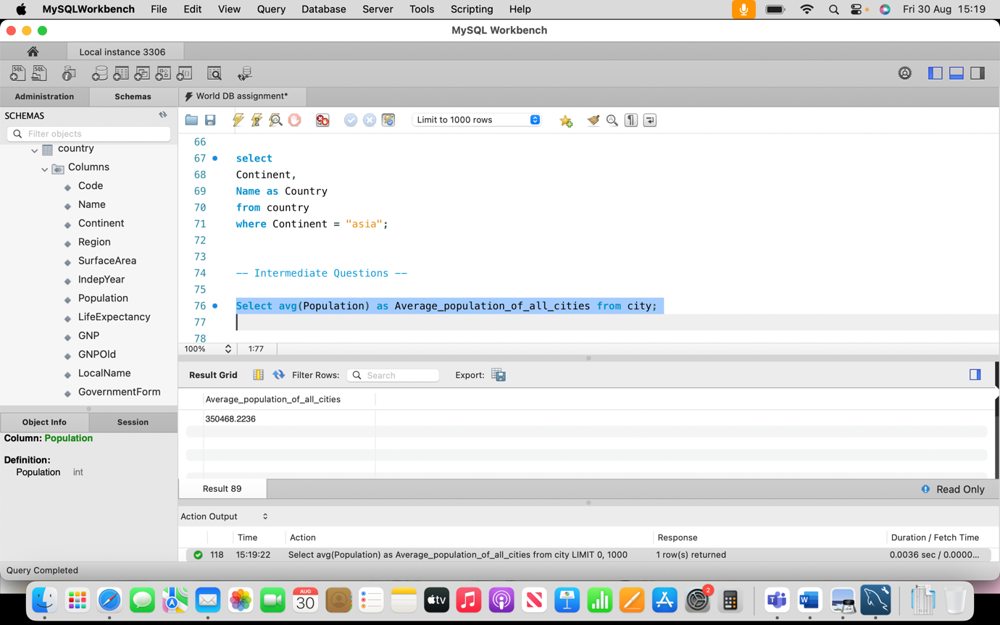 MySQLWorkbench File Edit View Query Database Server Tools Scripting Help Fri 30 Aug 15:19
MySQL Workbench
Local instance 3306
Administration Schemas World DB assignment*
SCHEMAS
Filter objects
Limit to 1000 rows
country
Columns
Code
Name
Continent
Region
SurfaceArea
IndepYear
Population
LifeExpectancy
GNP
GNPOld
LocalName
GovernmentForm
66
67 select
68 Continent,
69 Name as Country
70 from country
71 where Continent = "asia";
72
73
74 -- Intermediate Questions --
75
76 Select avg(Population) as Average_population_of_all_cities from city;
77
78
100% 1:77
Result Grid Filter Rows: Search Export:
Average_population_of_all_cities
350468.2236
Object Info Session
Column: Population
Definition:
Population int
Result 89 Read Only
Action Output
Time Action Response Duration / Fetch Time
118 15:19:22 Select avg(Population) as Average_population_of_all_cities from city LIMIT 0, 1000 1 row(s) returned 0.0036 sec / 0.0000...
Query Completed
AUG
30
tv
2